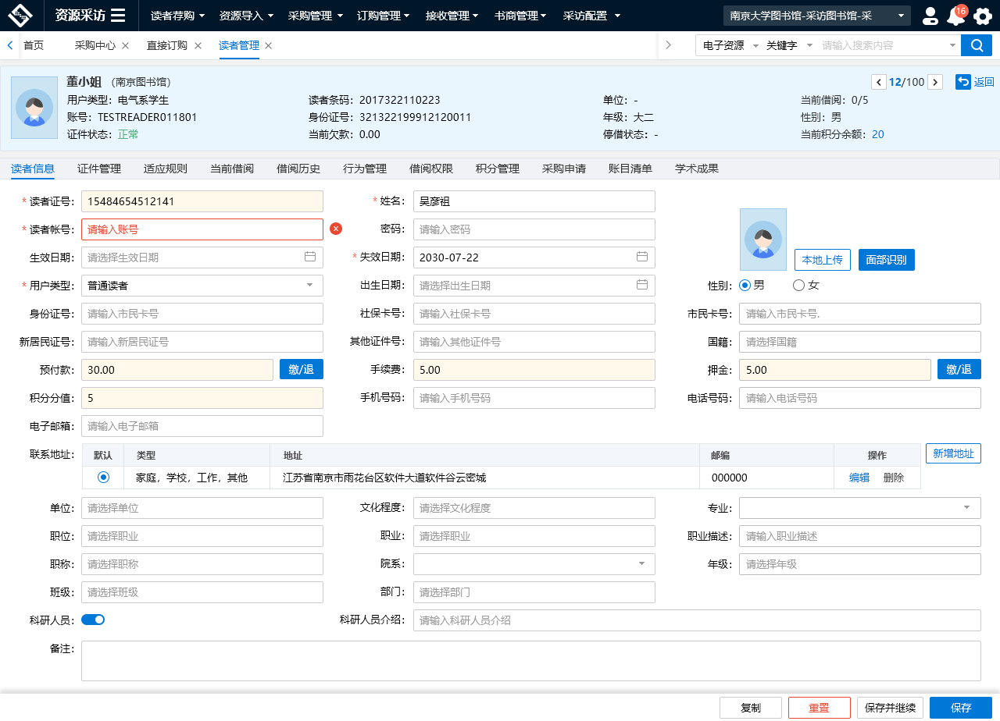 资源采访 读者荐购 资源导入 采购管理 订购管理 接收管理 书商管理 采访配置 南京大学图书馆-采访图书馆-采 16
首页 采购中心 直接订购 读者管理 电子资源 关键字 请输入搜素内容
董小姐 (南京图书馆) 12/100 返回
用户类型：电气系学生 读者条码：2017322110223 单位：- 当前借阅：0/5
账号：TESTREADER011801 身份证号：321322199912120011 年级：大二 性别：男
证件状态：正常 当前欠款：0.00 停借状态：- 当前积分余额：20
读者信息 证件管理 适应规则 当前借阅 借阅历史 行为管理 借阅权限 积分管理 采购申请 账目清单 学术成果
* 读者证号： 15484654512141 * 姓名： 吴彦祖
* 读者帐号： 请输入账号 密码： 请输入密码
生效日期： 请选择生效日期 * 失效日期： 2030-07-22 本地上传 面部识别
* 用户类型： 普通读者 出生日期： 请选择出生日期 性别： 男 女
身份证号： 请输入市民卡号 社保卡号： 请输入社保卡号 市民卡号： 请输入市民卡号.
新居民证号： 请输入新居民证号 其他证件号： 请输入其他证件号 国籍： 请选择国籍
预付款： 30.00 缴/退 手续费： 5.00 押金： 5.00 缴/退
积分分值： 5 手机号码： 请输入手机号码 电话号码： 请输入电话号码
电子邮箱： 请输入电子邮箱
联系地址： 默认 类型 地址 邮编 操作 新增地址
家庭，学校，工作，其他 江苏省南京市雨花台区软件大道软件谷云密城 000000 编辑 删除
单位： 请选择单位 文化程度： 请选择文化程度 专业：
职位： 请选择职业 职业： 请选择职业 职业描述： 请输入职业描述
职称： 请选择职称 院系： 年级： 请选择年级
班级： 请选择班级 部门： 请选择部门
科研人员： 科研人员介绍： 请输入科研人员介绍
备注：
复制 重置 保存并继续 保存